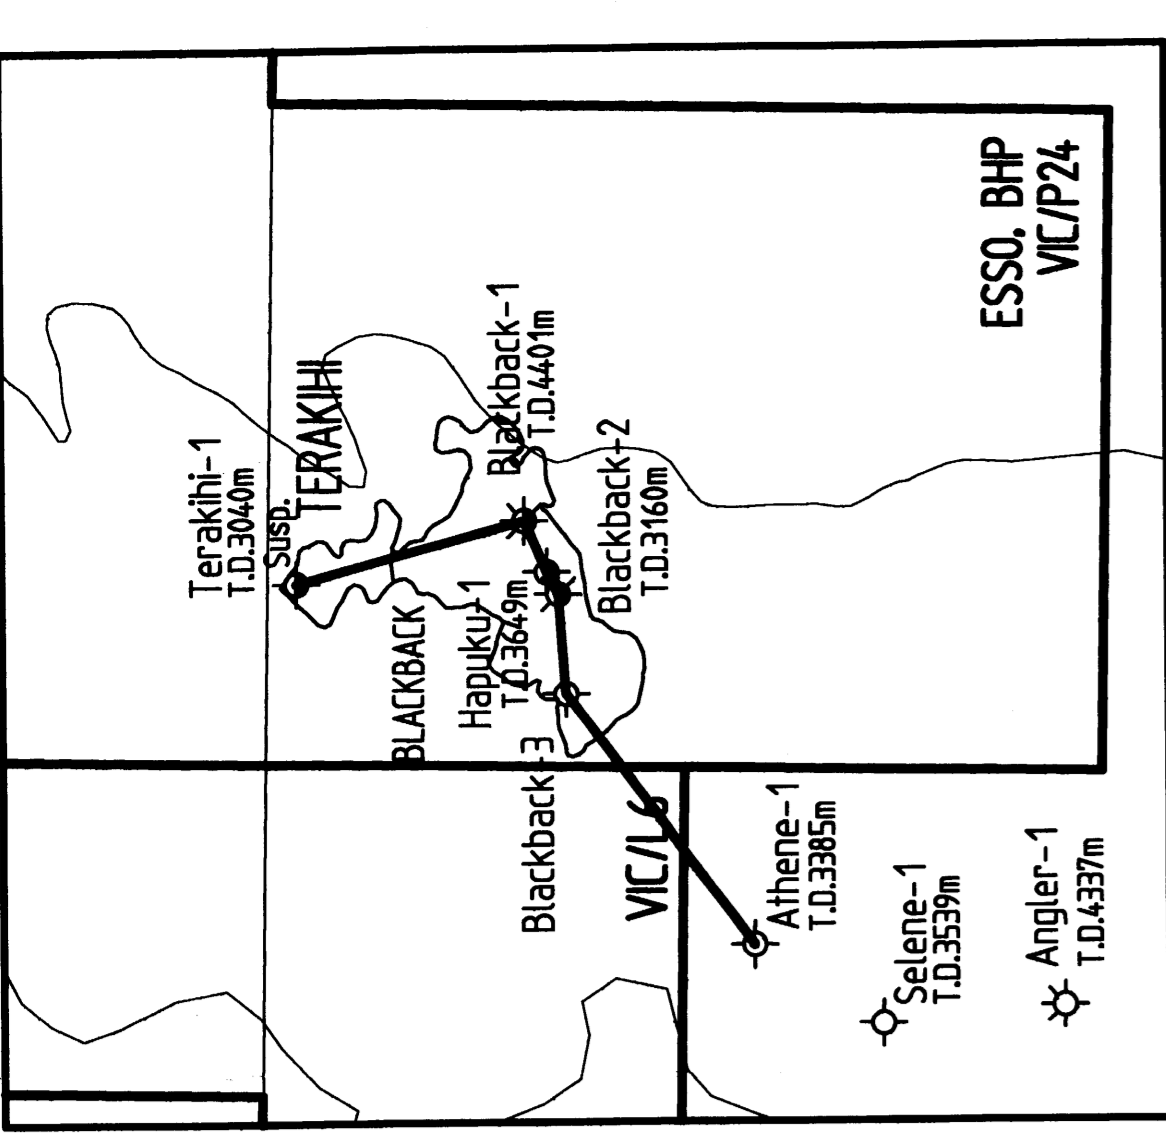 Terakihi-1
T.D.3040m
Susp.
TERAKIHI
BLACKBACK
Hapuku-1
T.D.3649m
Blackback-1
T.D.4401m
Blackback-3
Blackback-2
T.D.3160m
VIC/L6
Athene-1
T.D.3385m
Selene-1
T.D.3539m
ESSO, BHP
VIC/P24
Angler-1
T.D.4337m